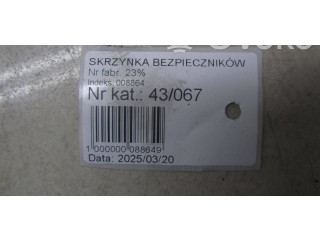 SKRZYNKA BEZPIECZNIKÓW
Nr fabr. 23%
Indeks: 008864
Nr kat.: 43/067
1 000000 088649
Data: 2025/03/20